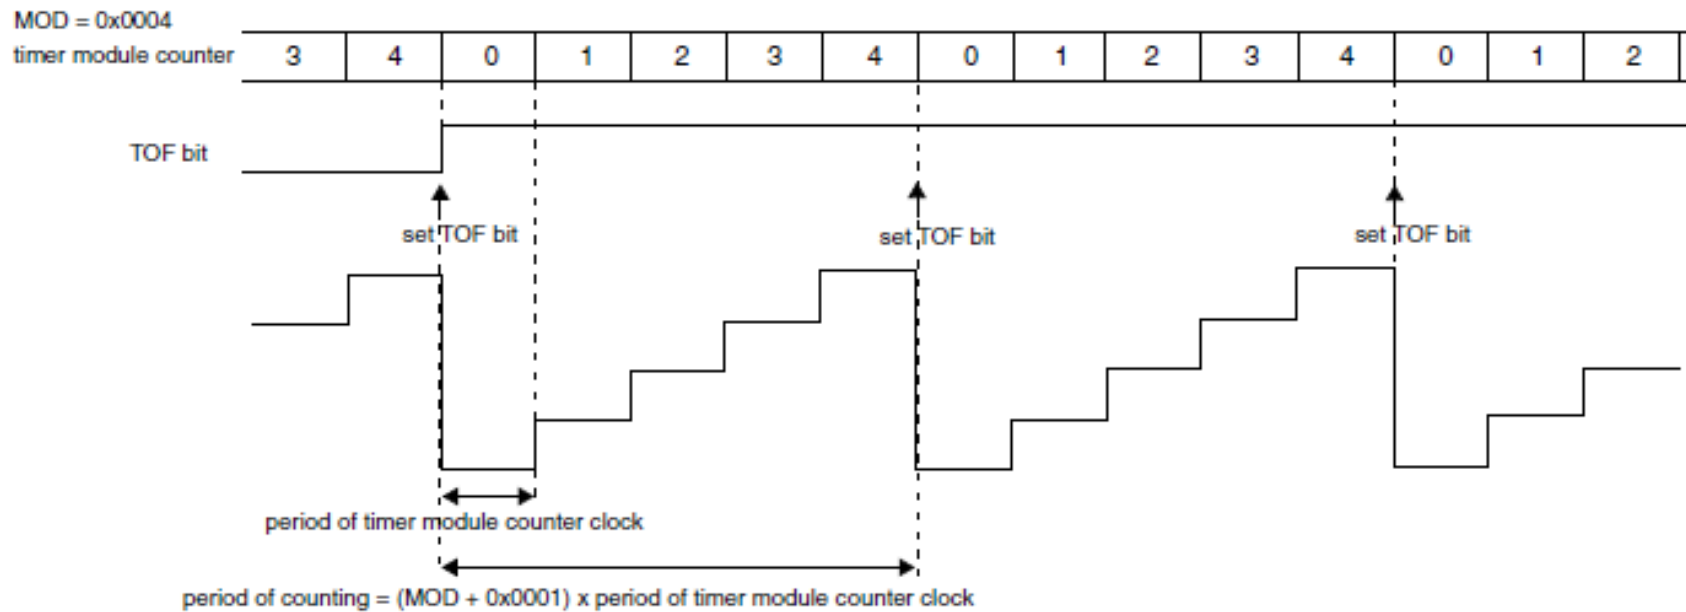 MOD = 0x0004
timer module counter 3 4 0 1 2 3 4 0 1 2 3 4 0 1 2
TOF bit
set TOF bit set TOF bit set TOF bit
period of timer module counter clock
period of counting = (MOD + 0x0001) x period of timer module counter clock